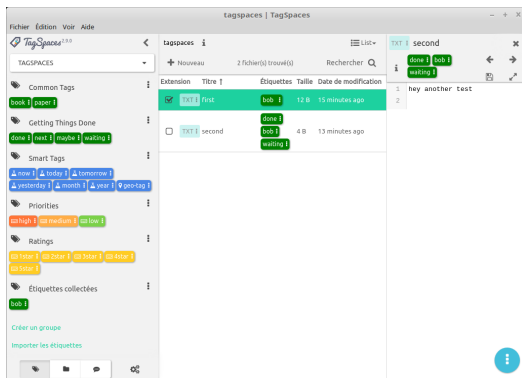 tagspaces | TagSpaces
Fichier Édition Voir Aide
TagSpaces 2.0.0
TAGSPACES
Common Tags
book paper
Getting Things Done
done next maybe waiting
Smart Tags
now today tomorrow
yesterday month year geo-tag
Priorities
high medium low
Ratings
1star 2star 3star 4star
5star
Étiquettes collectées
bob
Créer un groupe
Importer les étiquettes
tagspaces List
Nouveau 2 fichier(s) trouvé(s) Rechercher
Extension Titre ↑ Étiquettes Taille Date de modification
TXT first bob 12 B 15 minutes ago
TXT second done bob waiting 4 B 13 minutes ago
TXT second
done bob
waiting
1 hey another test
2